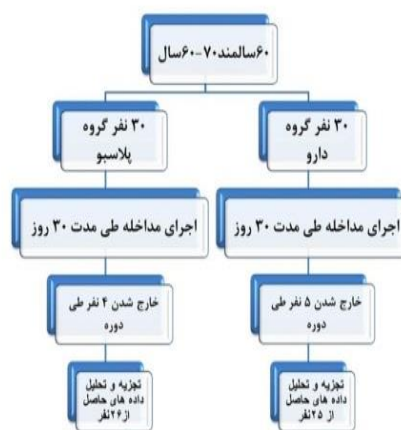 ۶۰سالمند۷۰-۶۰سال
۳۰ نفر گروه
دارو
۳۰ نفر گروه
پلاسبو
اجرای مداخله طی مدت ۳۰ روز
اجرای مداخله طی مدت ۳۰ روز
خارج شدن ۵ نفر طی
دوره
خارج شدن ۴ نفر طی
دوره
تجزیه و تحلیل
داده های حاصل
از ۲۵نفر
تجزیه و تحلیل
داده های حاصل
از۲۶نفر